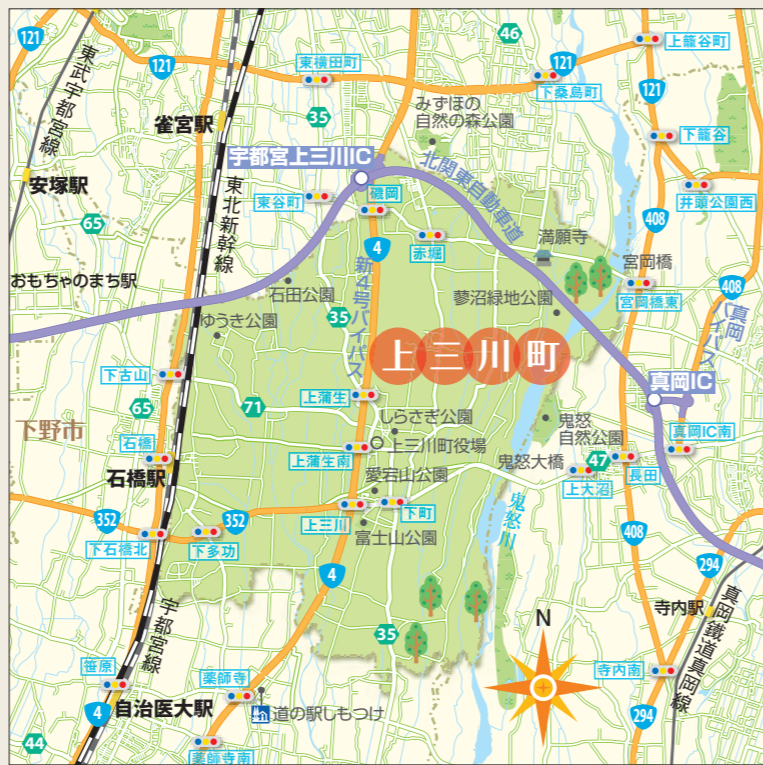 121
東武宇都宮線
121
東横田町
46
121
上籠谷町
下桑島町
雀宮駅
35
みずほの
自然の森公園
下籠谷
宇都宮上三川IC
北関東自動車道
安塚駅
東北新幹線
東谷町
磯岡
井頭公園西
65
4
赤堀
408
満願寺
宮岡橋
おもちゃのまち駅
石田公園
新4号バイパス
蓼沼緑地公園
宮岡橋東
408
真岡
バイパス
ゆうき公園
35
上三川町
下古山
真岡IC
65
71
上蒲生
しらさぎ公園
鬼怒
自然公園
下野市
石橋
上蒲生南
上三川町役場
真岡IC南
石橋駅
愛宕山公園
鬼怒大橋
47
長田
上大沼
352
352
上三川
下町
鬼怒川
408
下石橋北
下多功
富士山公園
294
4
宇都宮線
寺内駅
真岡鐵道真岡線
35
N
笹原
薬師寺
寺内南
4
自治医大駅
道の駅しもつけ
294
44
薬師寺南